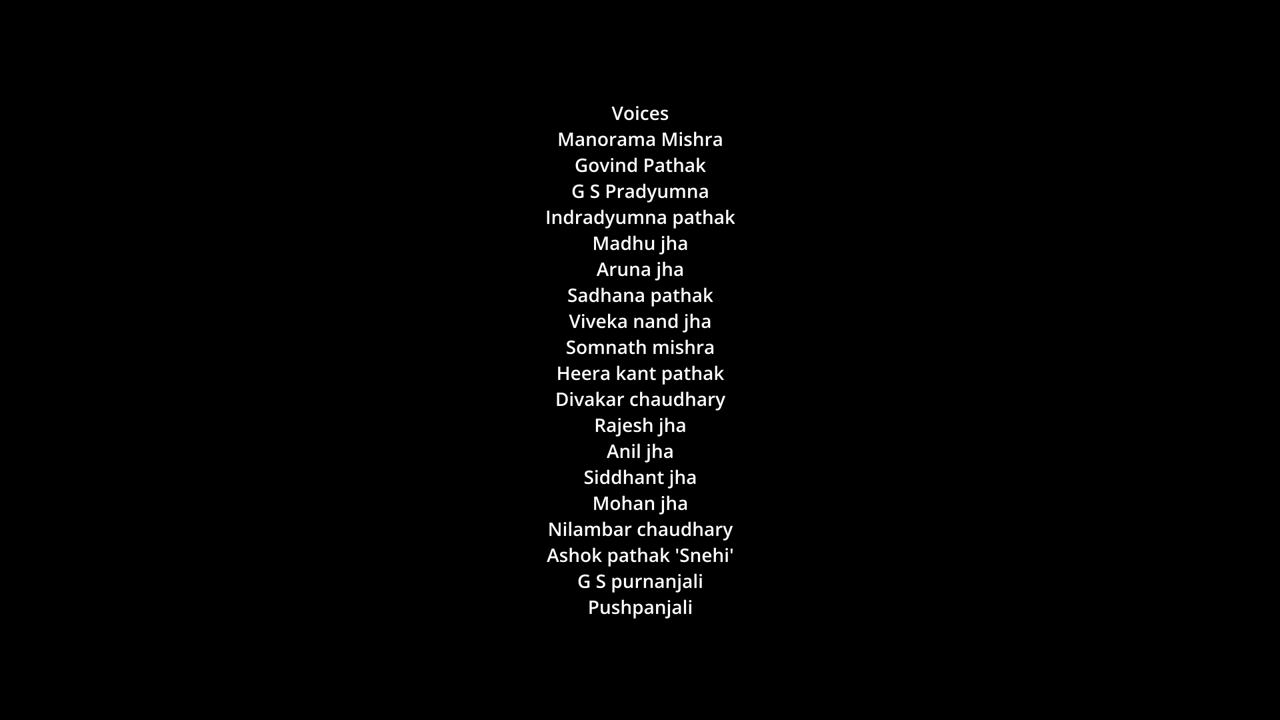 Voices
Manorama Mishra
Govind Pathak
G S Pradyumna
Indradyumna pathak
Madhu jha
Aruna jha
Sadhana pathak
Viveka nand jha
Somnath mishra
Heera kant pathak
Divakar chaudhary
Rajesh jha
Anil jha
Siddhant jha
Mohan jha
Nilambar chaudhary
Ashok pathak 'Snehi'
G S purnanjali
Pushpanjali